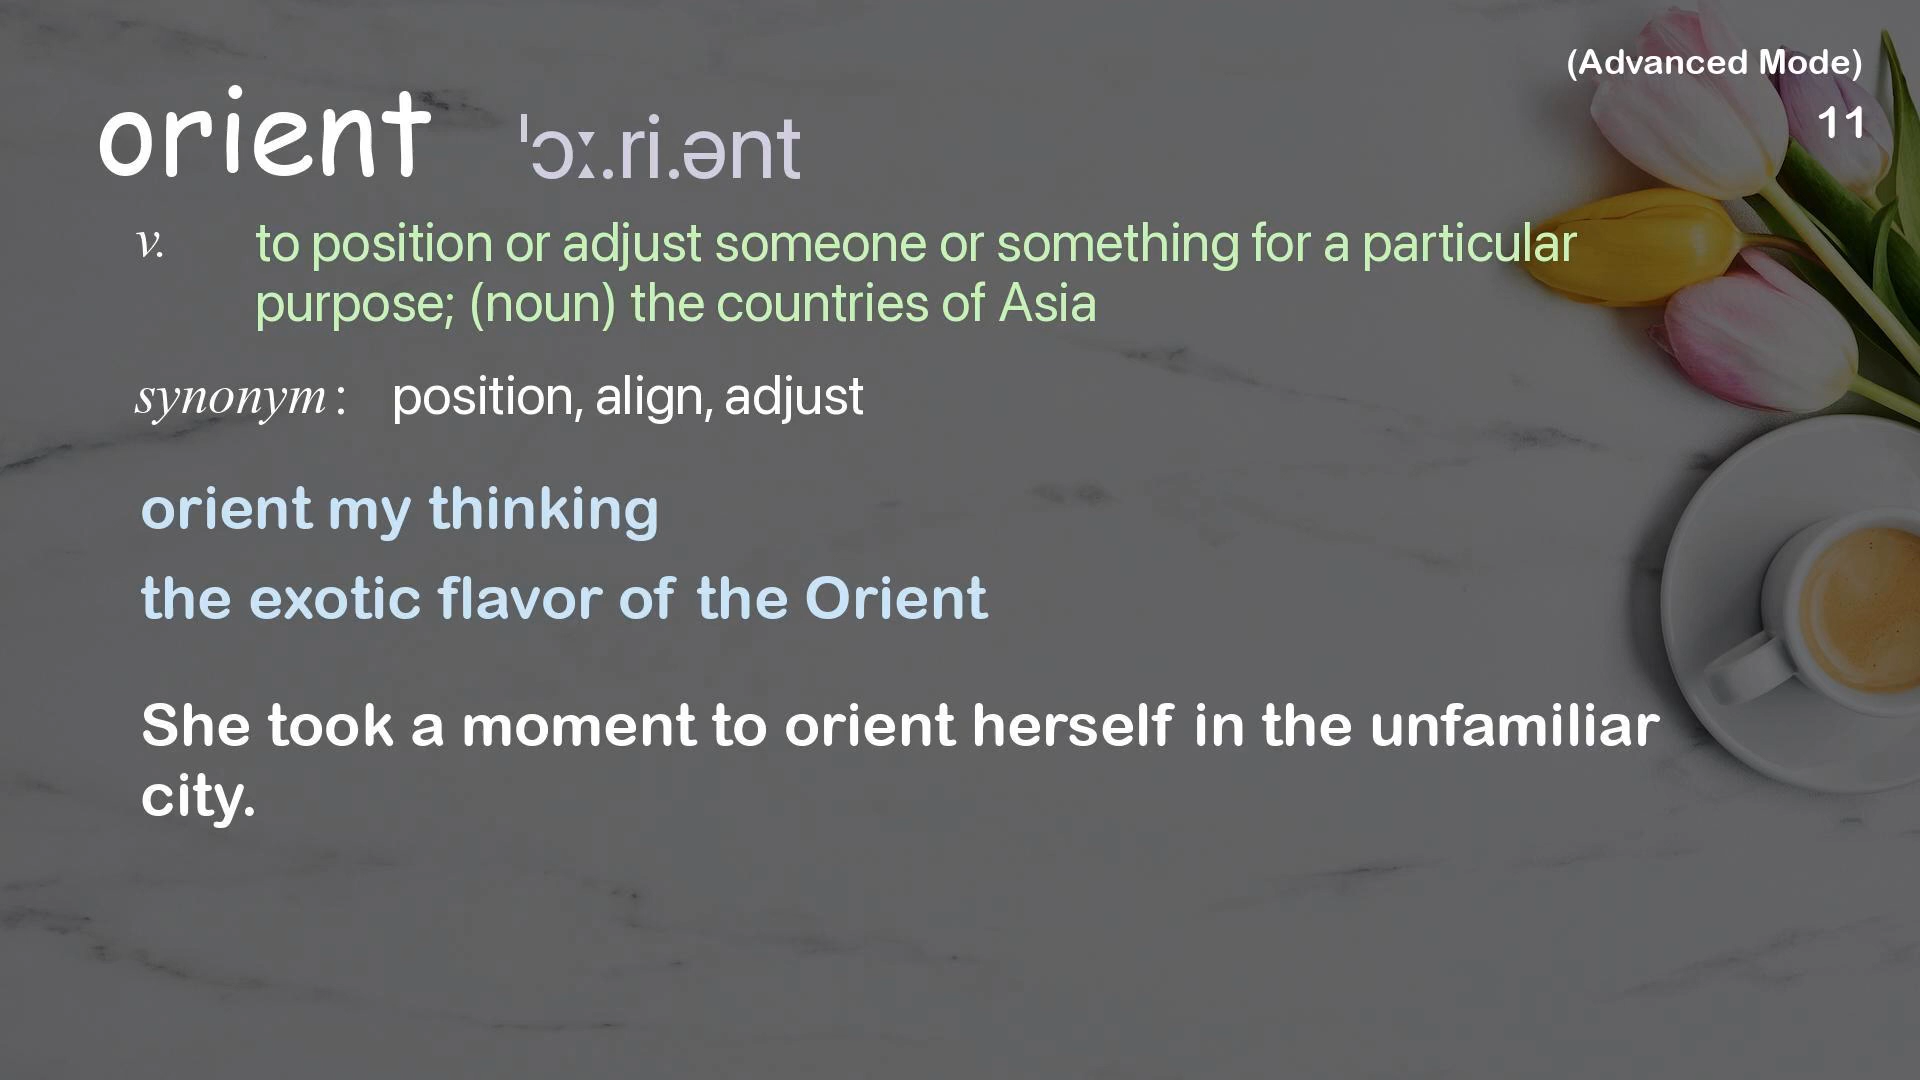 (Advanced Mode)
11
orient ˈɔː.ri.ənt
v. to position or adjust someone or something for a particular
purpose; (noun) the countries of Asia
synonym : position, align, adjust
orient my thinking
the exotic flavor of the Orient
She took a moment to orient herself in the unfamiliar
city.